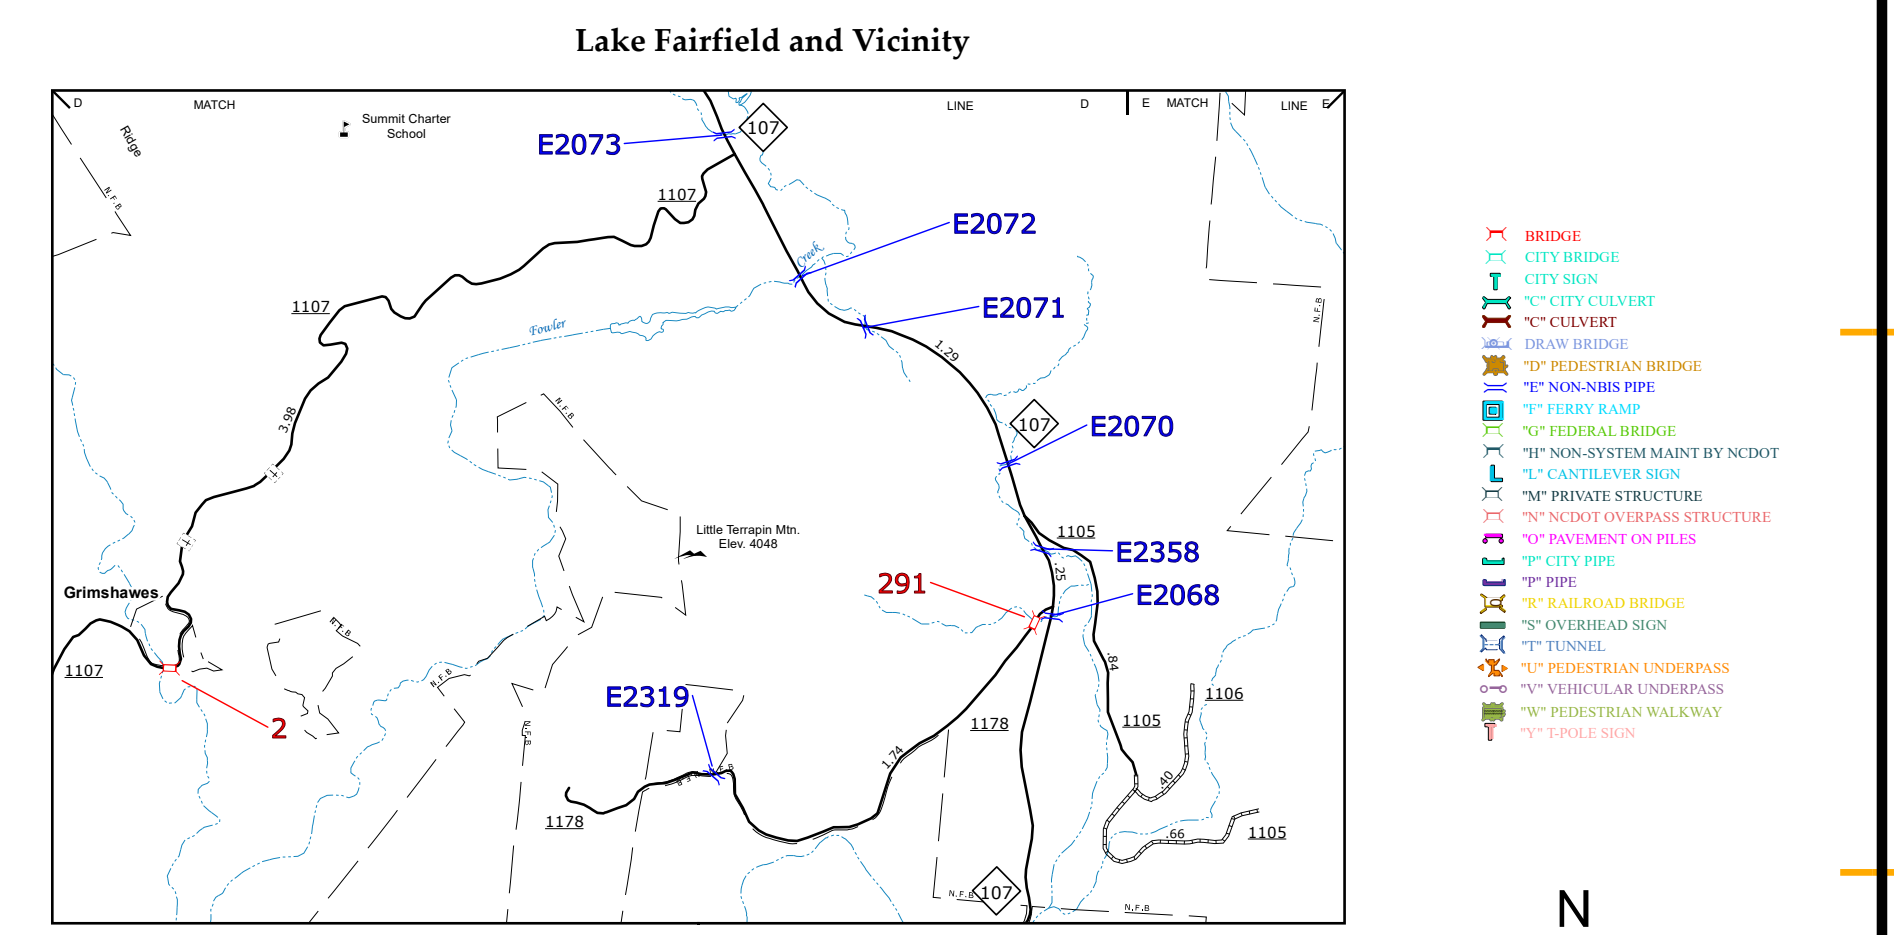 Lake Fairfield and Vicinity
D
MATCH
LINE
D
E
MATCH
LINE
E
Ridge
Summit Charter
School
107
E2073
1107
N.F.B
E2072
Creek
E2071
1107
Fowler
N.F.B
1.29
3.98
N.F.B
107
E2070
Little Terrapin Mtn.
Elev. 4048
1105
E2358
.25
291
E2068
Grimshawes
N.F.B
1107
.84
N.F.B
E2319
1106
2
1178
1105
N.F.B
1.74
N.F.B
N.F.B
.40
1178
.66
1105
N.F.B
107
N.F.B
BRIDGE
CITY BRIDGE
CITY SIGN
"C" CITY CULVERT
"C" CULVERT
DRAW BRIDGE
"D" PEDESTRIAN BRIDGE
"E" NON-NBIS PIPE
"F" FERRY RAMP
"G" FEDERAL BRIDGE
"H" NON-SYSTEM MAINT BY NCDOT
"L" CANTILEVER SIGN
"M" PRIVATE STRUCTURE
"N" NCDOT OVERPASS STRUCTURE
"O" PAVEMENT ON PILES
"P" CITY PIPE
"P" PIPE
"R" RAILROAD BRIDGE
"S" OVERHEAD SIGN
"T" TUNNEL
"U" PEDESTRIAN UNDERPASS
"V" VEHICULAR UNDERPASS
"W" PEDESTRIAN WALKWAY
"Y" T-POLE SIGN
N